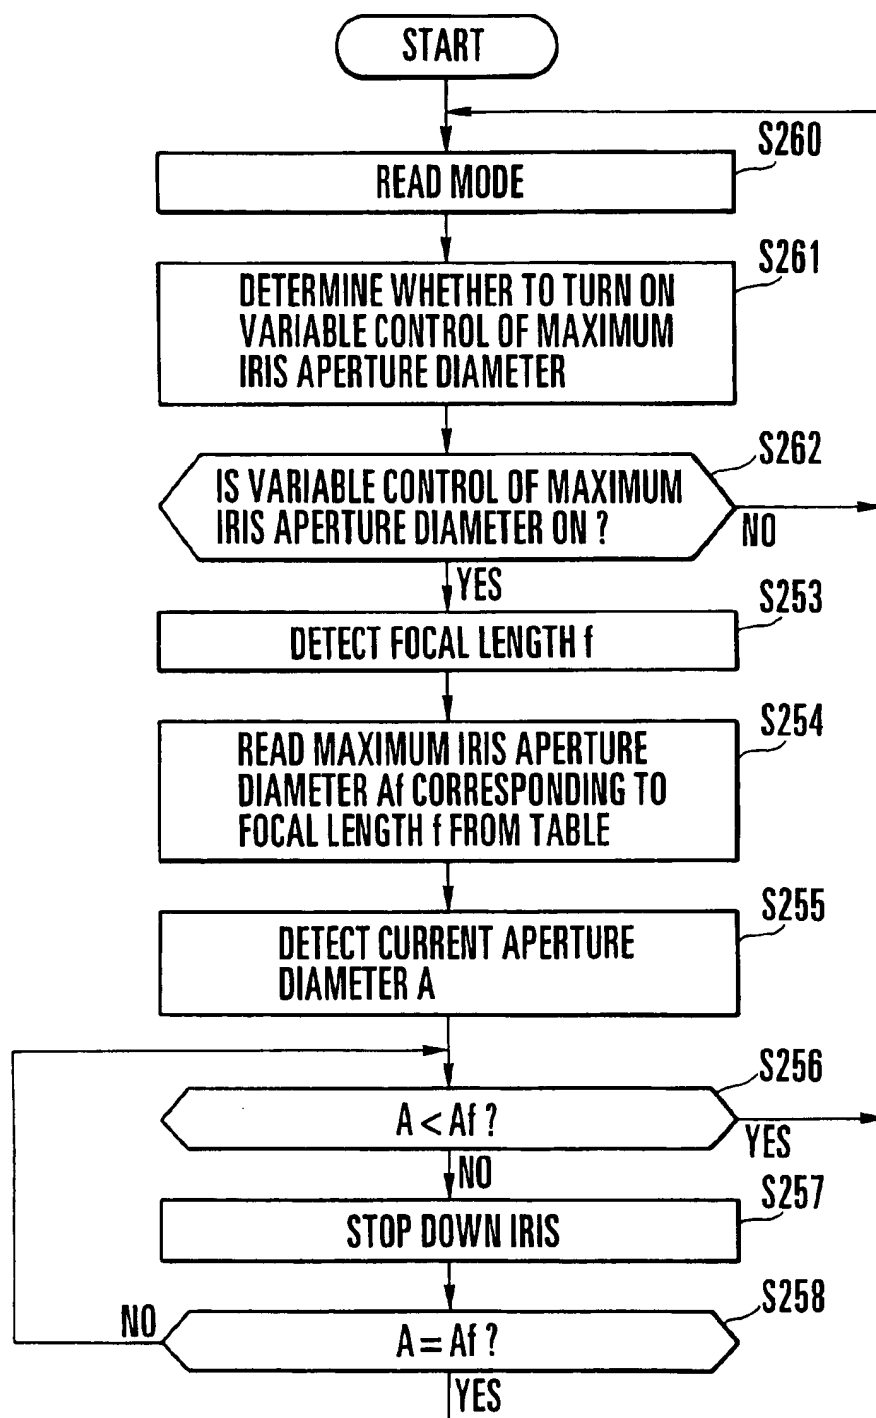 START
S260
READ MODE
S261
DETERMINE WHETHER TO TURN ON
VARIABLE CONTROL OF MAXIMUM
IRIS APERTURE DIAMETER
S262
IS VARIABLE CONTROL OF MAXIMUM
IRIS APERTURE DIAMETER ON ?
NO
YES
S253
DETECT FOCAL LENGTH f
S254
READ MAXIMUM IRIS APERTURE
DIAMETER Af CORRESPONDING TO
FOCAL LENGTH f FROM TABLE
S255
DETECT CURRENT APERTURE
DIAMETER A
S256
A < Af ?
YES
NO
S257
STOP DOWN IRIS
S258
NO
A = Af ?
YES